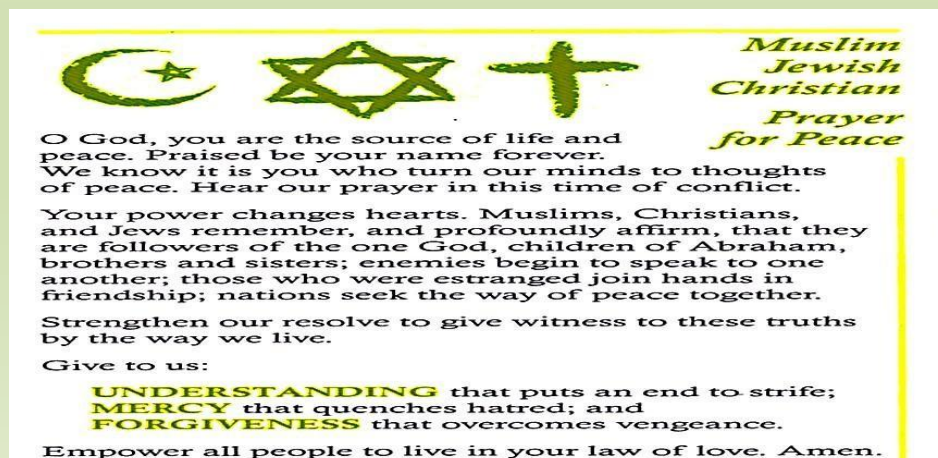 Muslim
Jewish
Christian
Prayer
for Peace
O God, you are the source of life and
peace. Praised be your name forever.
We know it is you who turn our minds to thoughts
of peace. Hear our prayer in this time of conflict.
Your power changes hearts. Muslims, Christians,
and Jews remember, and profoundly affirm, that they
are followers of the one God, children of Abraham,
brothers and sisters; enemies begin to speak to one
another; those who were estranged join hands in
friendship; nations seek the way of peace together.
Strengthen our resolve to give witness to these truths
by the way we live.
Give to us:
UNDERSTANDING that puts an end to strife;
MERCY that quenches hatred; and
FORGIVENESS that overcomes vengeance.
Empower all people to live in your law of love. Amen.